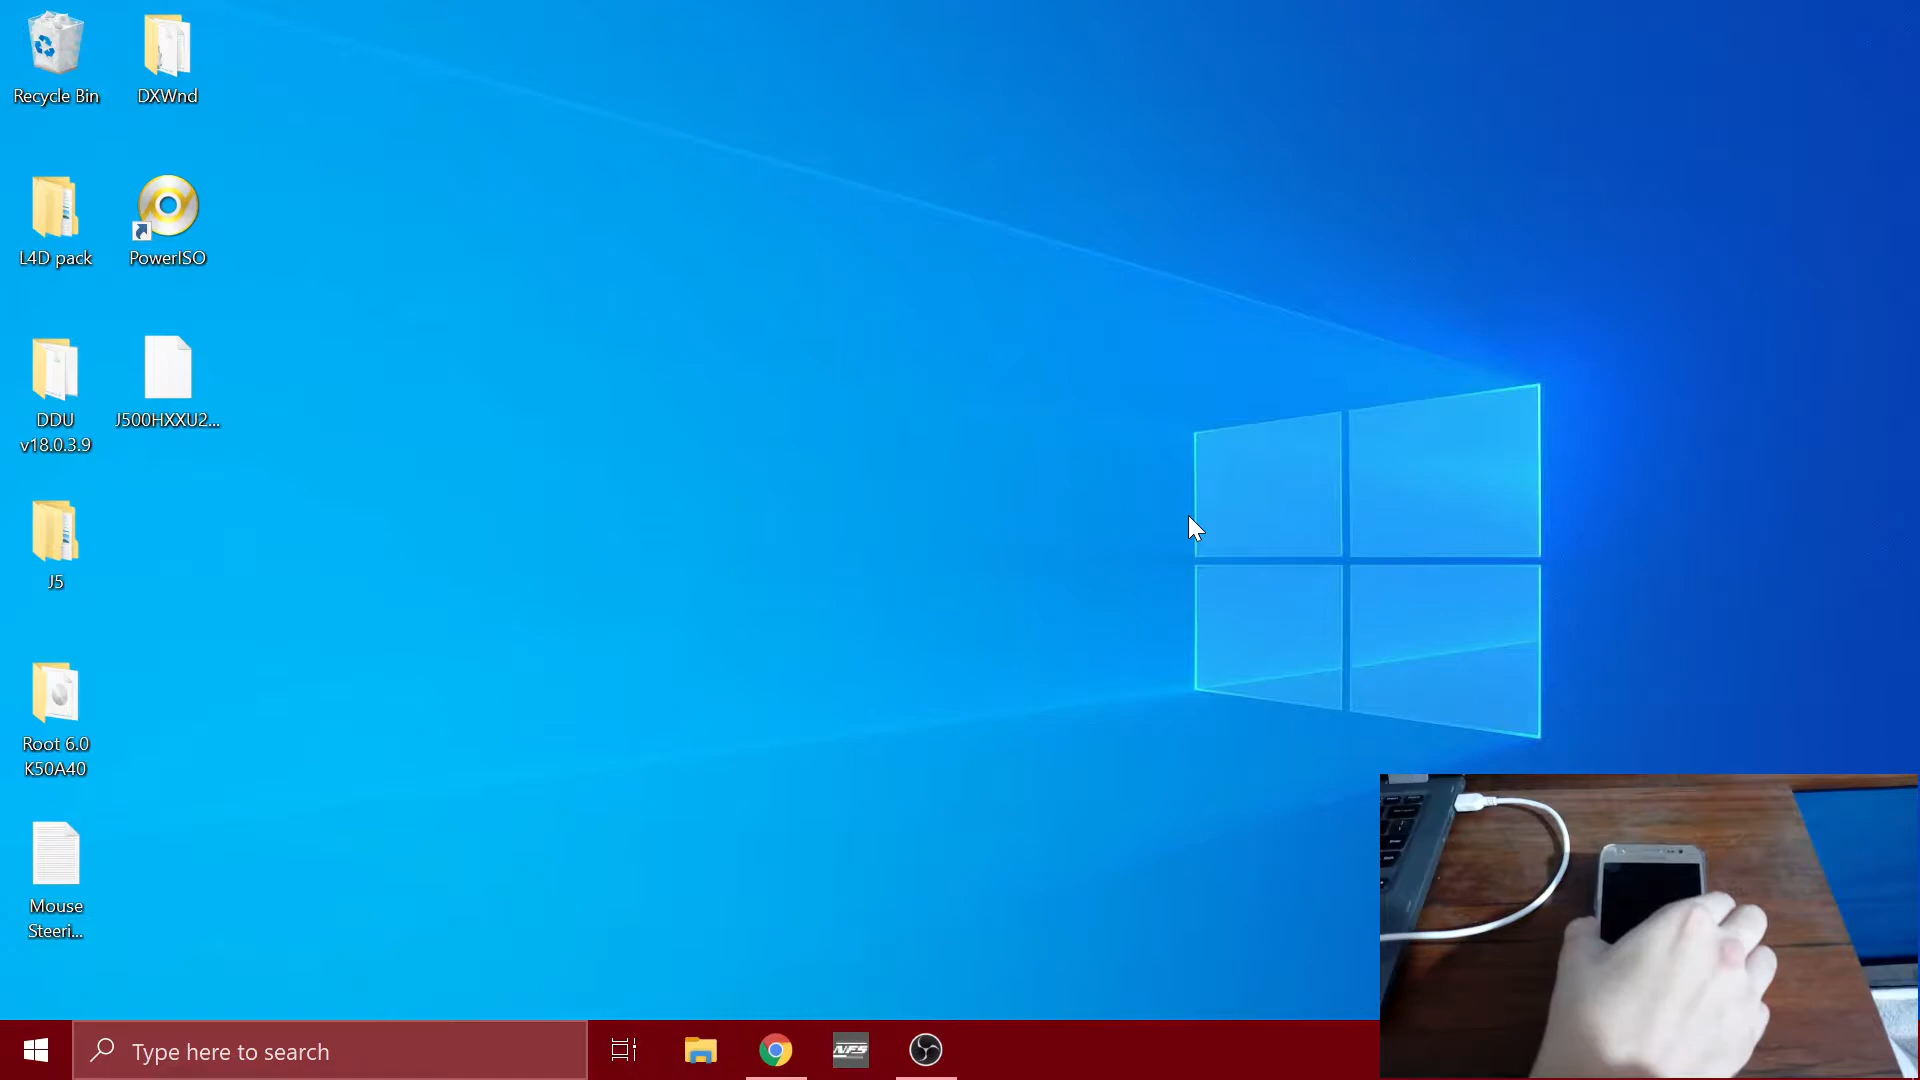 Recycle Bin
DXWnd
L4D pack
PowerISO
DDU
v18.0.3.9
J500HXXU2...
J5
Root 6.0
K50A40
Mouse
Steeri...
Type here to search
NFS